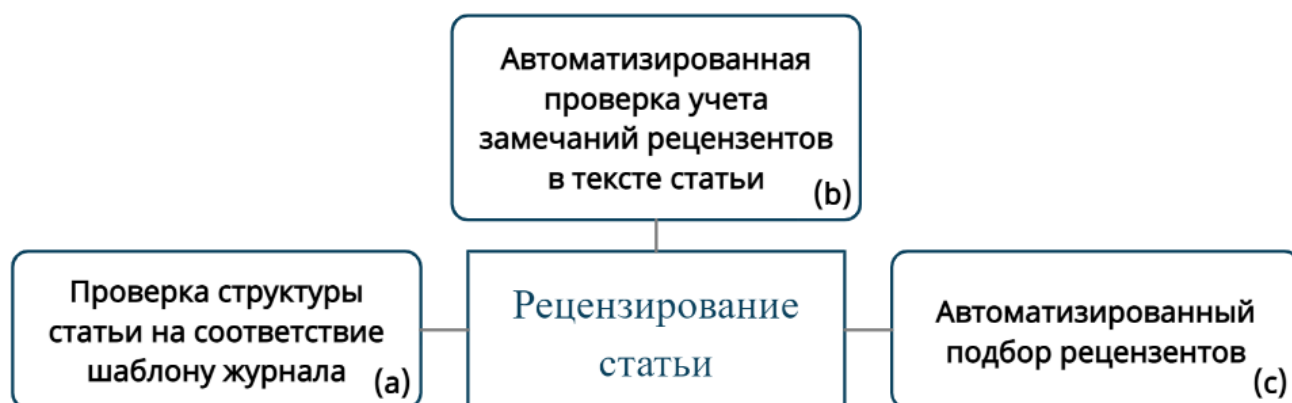 Автоматизированная
проверка учета
замечаний рецензентов
в тексте статьи
(b)
Проверка структуры
статьи на соответствие
шаблону журнала
(a)
Рецензирование
статьи
Автоматизированный
подбор рецензентов
(c)